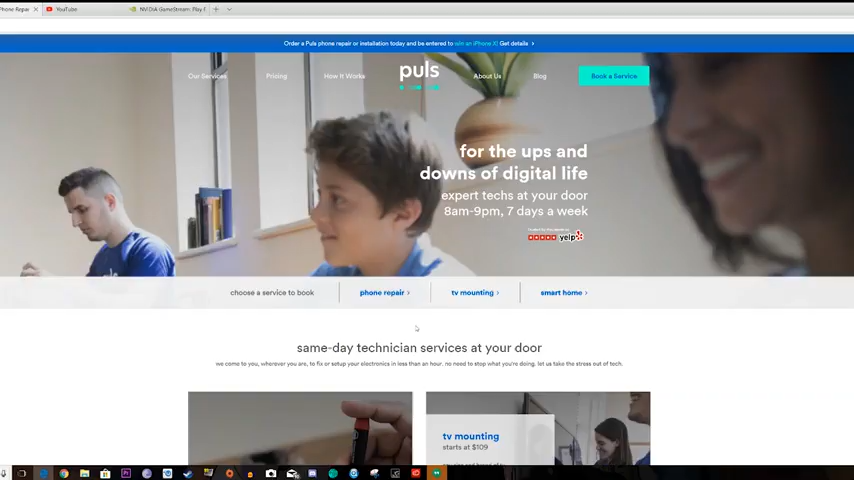 Phone-Repair
YouTube
NVIDIA GameStream: Play
Order a Puls phone repair or installation today and be entered to win an iPhone X! Get details >
Our Services
Pricing
How It Works
puls
About Us
Blog
Book a Service
for the ups and
downs of digital life
expert techs at your door
8am-9pm, 7 days a week
yelp
choose a service to book
phone repair >
tv mounting >
smart home >
same-day technician services at your door
we come to you, wherever you are, to fix or setup your electronics in less than an hour. no need to stop what you're doing. let us take the stress out of tech.
tv mounting
starts at $109